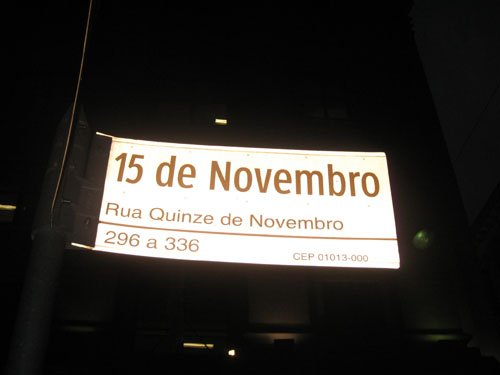 15 de Novembro
Rua Quinze de Novembro
296 a 336
CEP 01013-000